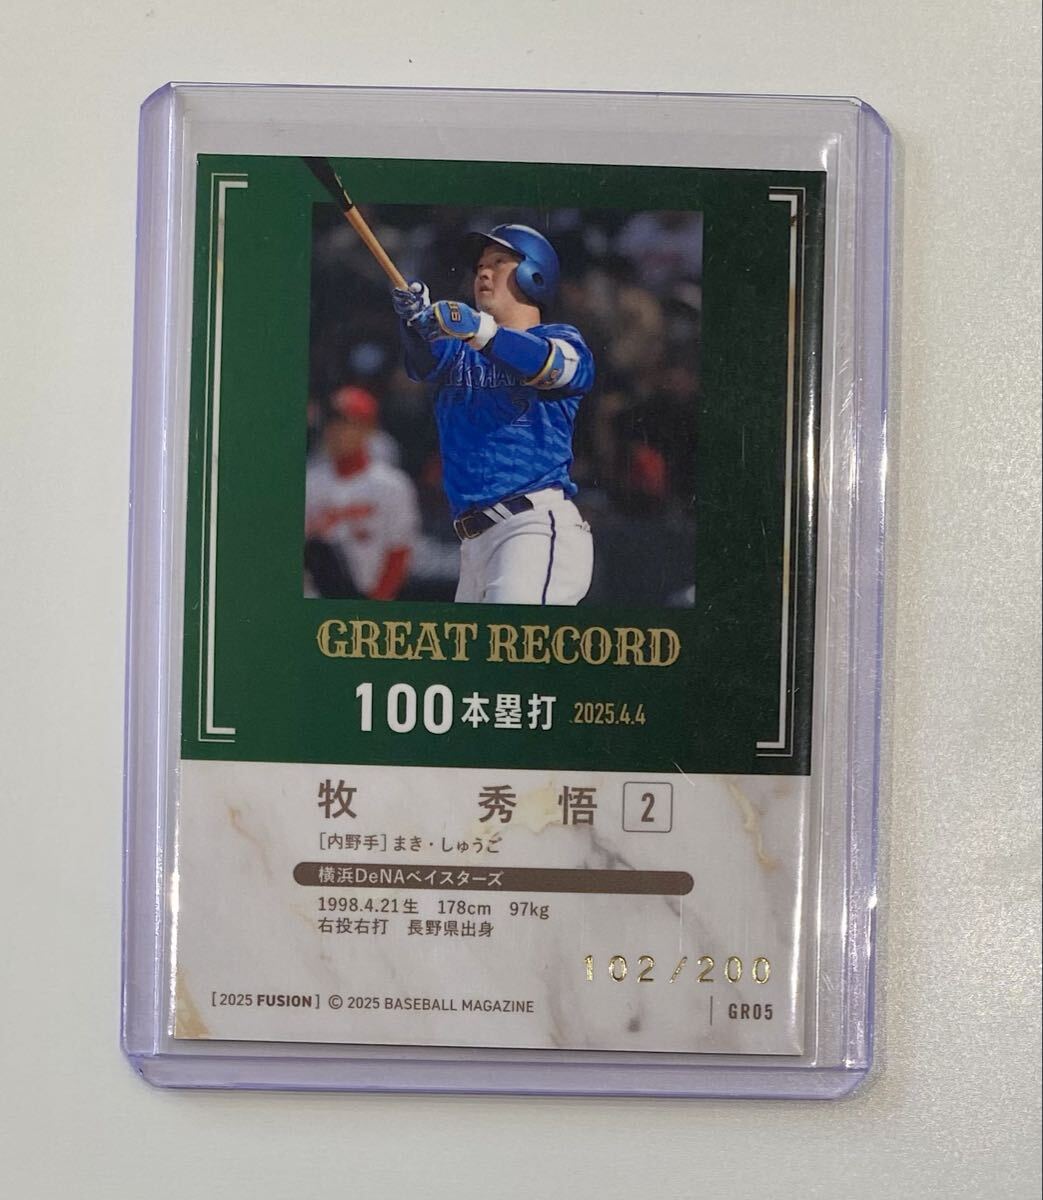 2
GREAT RECORD
100本塁打 2025.4.4
牧 秀悟 2
[内野手]まき・しゅうご
横浜DeNAベイスターズ
1998.4.21生 178cm 97kg
右投右打 長野県出身
102/200
[2025 FUSION] © 2025 BASEBALL MAGAZINE
GR05